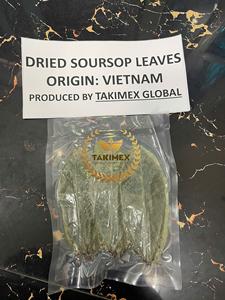 DRIED SOURSOP LEAVES
ORIGIN: VIETNAM
PRODUCED BY TAKIMEX GLOBAL
TAKIMEX